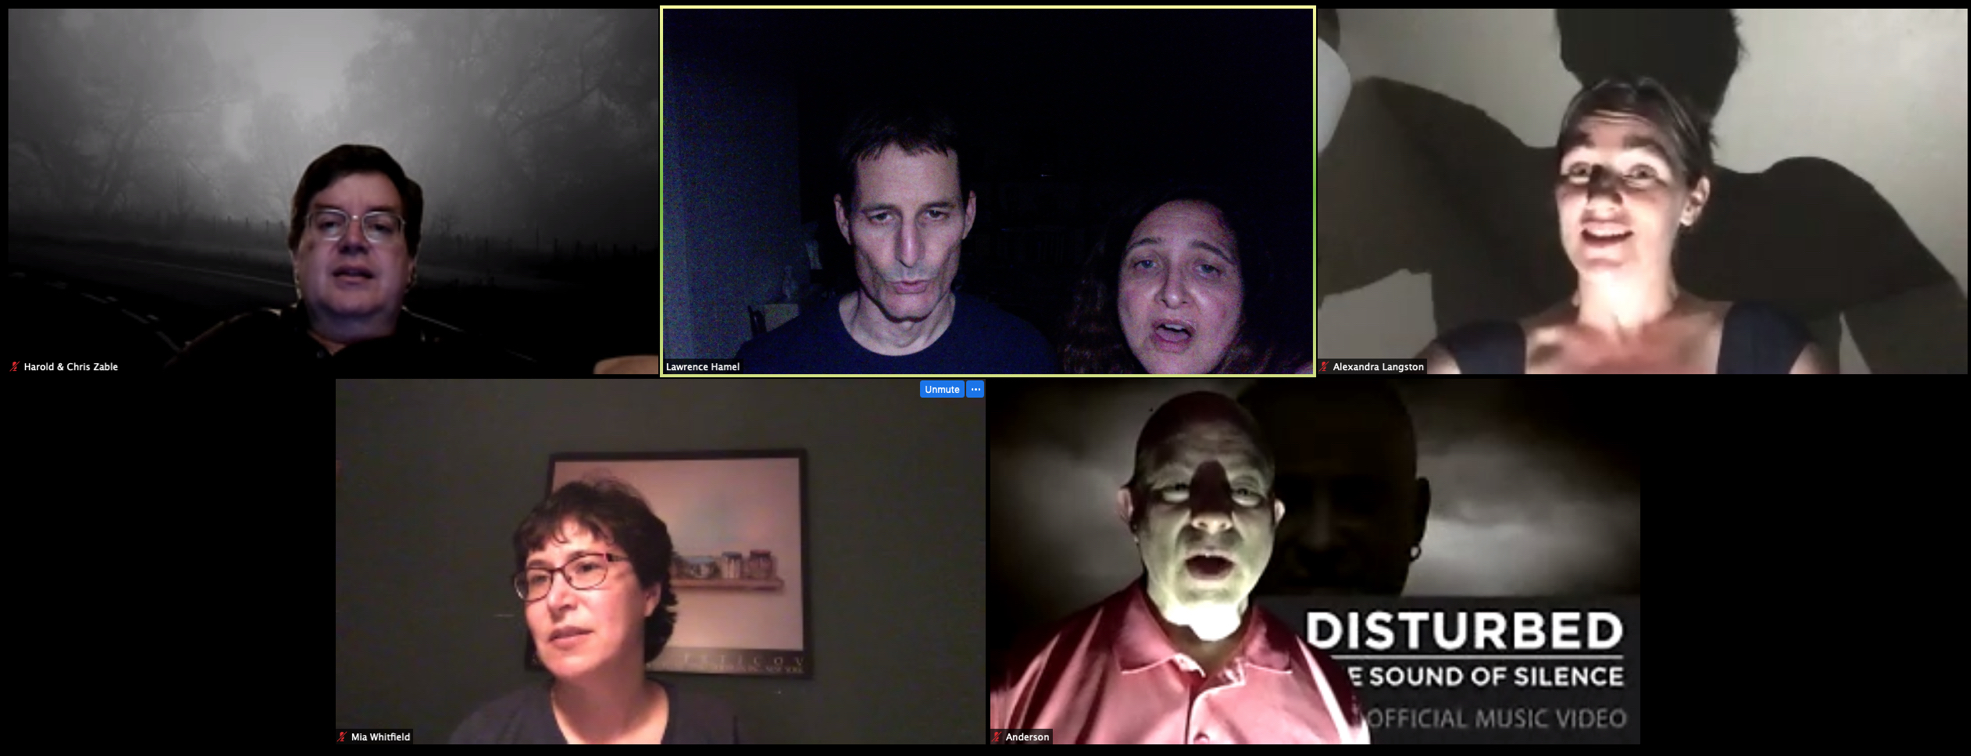 Harold & Chris Zable
Lawrence Hamel
Alexandra Langston
Unmute
Mia Whitfield
DISTURBED
E SOUND OF SILENCE
OFFICIAL MUSIC VIDEO
Anderson